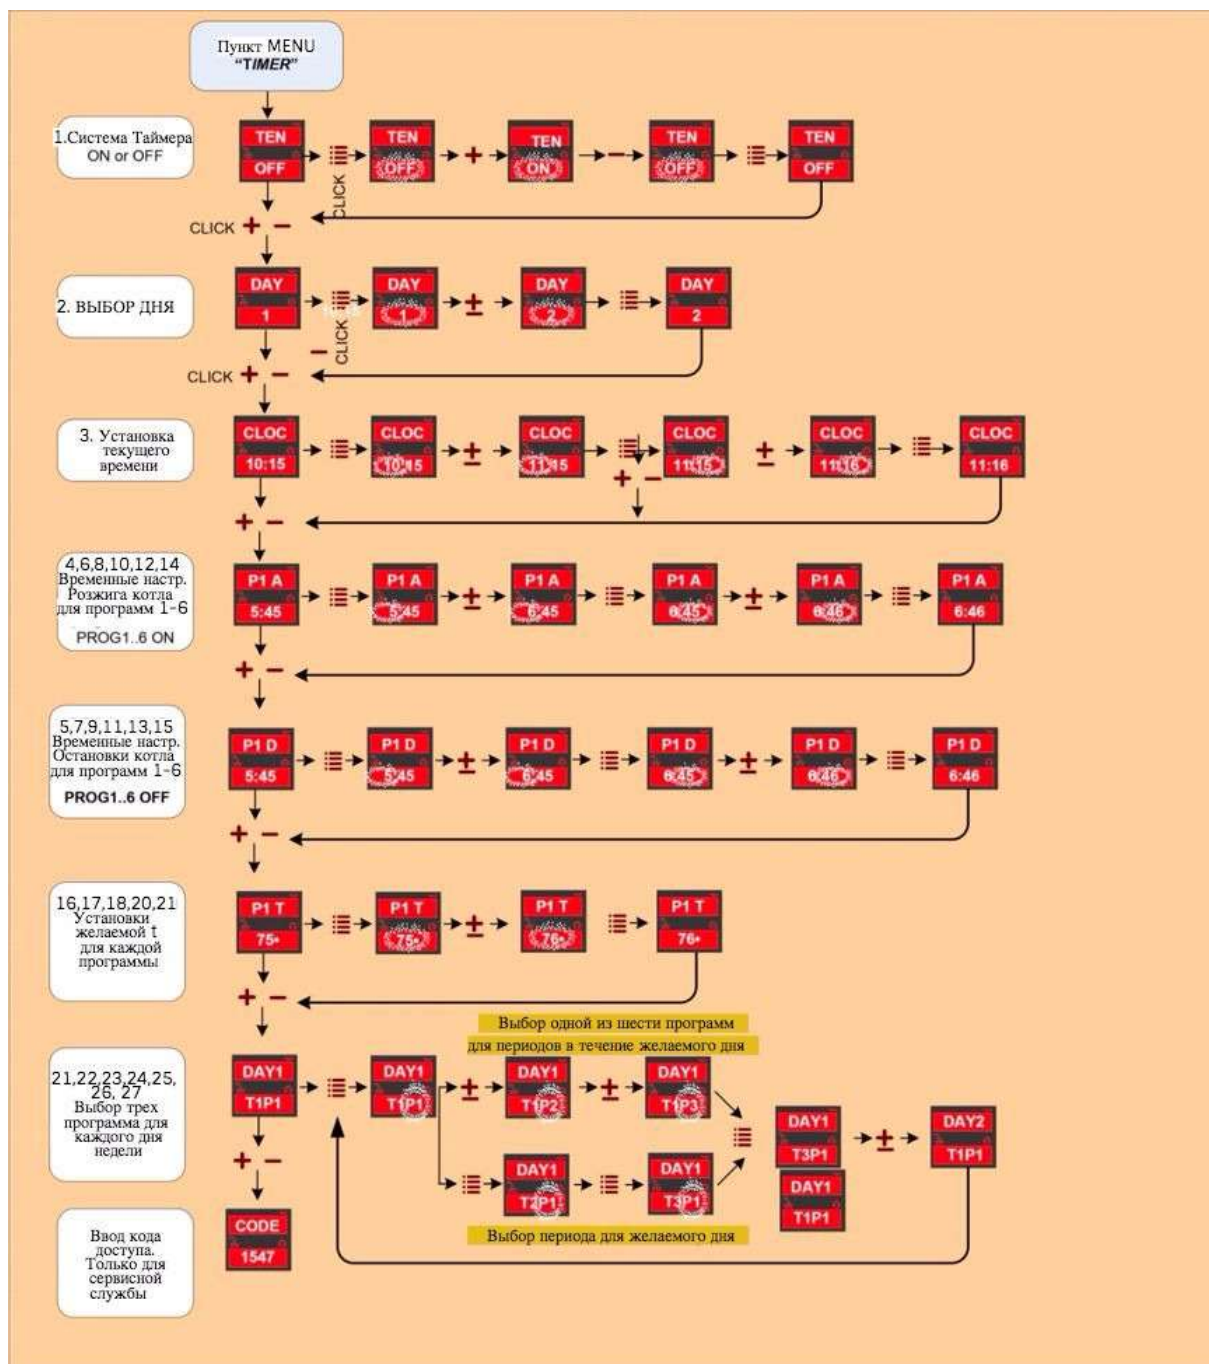 Пункт MENU
"TIMER"
1.Система Таймера
ON or OFF
TEN
OFF
CLICK
TEN
OFF
+
TEN
ON
−
TEN
OFF
TEN
OFF
CLICK + −
2. ВЫБОР ДНЯ
DAY
1
− CLICK
DAY
1
±
DAY
2
DAY
2
CLICK + −
3. Установка
текущего
времени
CLOC
10:15
CLOC
10:15
±
CLOC
11:15
+ −
CLOC
11:15
±
CLOC
11:16
CLOC
11:16
+ −
4,6,8,10,12,14
Временные настр.
Розжига котла
для программ 1-6
PROG1..6 ON
P1 A
5:45
P1 A
5:45
±
P1 A
6:45
P1 A
6:45
±
P1 A
6:46
P1 A
6:46
+ −
5,7,9,11,13,15
Временные настр.
Остановки котла
для программ 1-6
PROG1..6 OFF
P1 D
5:45
P1 D
5:45
±
P1 D
6:45
P1 D
6:45
±
P1 D
6:46
P1 D
6:46
+ −
16,17,18,20,21
Установки
желаемой t
для каждой
программы
P1 T
75•
P1 T
75•
±
P1 T
76•
P1 T
76•
+ −
Выбор одной из шести программ
для периодов в течение желаемого дня
21,22,23,24,25,
26, 27
Выбор трех
программа для
каждого дня
недели
DAY1
T1P1
DAY1
T1P1
±
DAY1
T1P2
±
DAY1
T1P3
DAY1
T2P1
DAY1
T3P1
DAY1
T3P1
DAY1
T1P1
±
DAY2
T1P1
Выбор периода для желаемого дня
+ −
Ввод кода
доступа.
Только для
сервисной
службы
CODE
1547